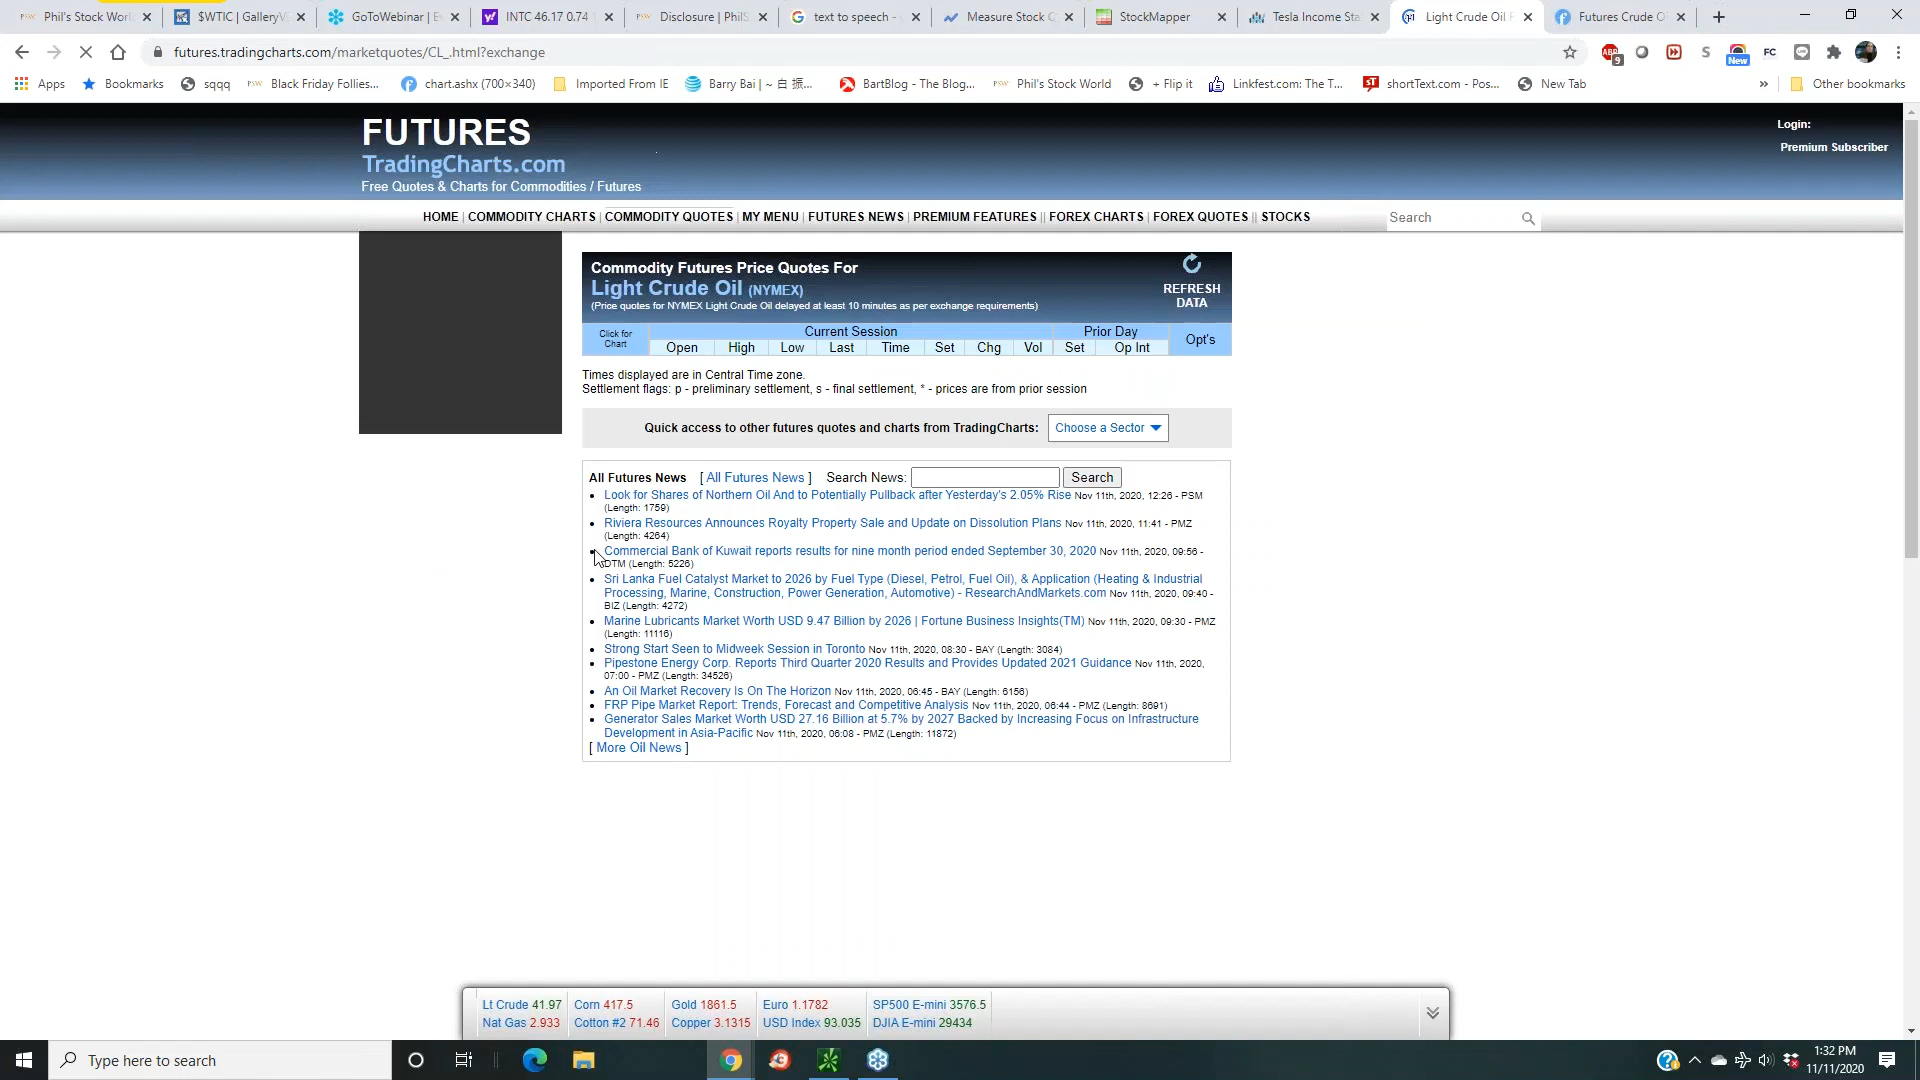 Phil's Stock Worl
$WTIC | GalleryVi
GoToWebinar | E
INTC 46.17 0.74
Disclosure | PhilS
text to speech -
Measure Stock C
StockMapper
Tesla Income Sta
Light Crude Oil F
Futures Crude O
futures.tradingcharts.com/marketquotes/CL_.html?exchange
ABP
9
S
New
FC
Apps
Bookmarks
sqqq
Black Friday Follies...
chart.ashx (700×340)
Imported From IE
Barry Bai | ~ 白 振...
BartBlog - The Blog...
Phil's Stock World
+ Flip it
Linkfest.com: The T...
shortText.com - Pos...
New Tab
»
Other bookmarks
FUTURES
TradingCharts.com
Free Quotes & Charts for Commodities / Futures
Login:
Premium Subscriber
HOME | COMMODITY CHARTS | COMMODITY QUOTES | MY MENU | FUTURES NEWS | PREMIUM FEATURES || FOREX CHARTS | FOREX QUOTES || STOCKS
Search
Commodity Futures Price Quotes For
Light Crude Oil (NYMEX)
(Price quotes for NYMEX Light Crude Oil delayed at least 10 minutes as per exchange requirements)
REFRESH
DATA
Click for
Chart
Current Session
Prior Day
Opt's
Open High Low Last Time Set Chg Vol Set Op Int
Times displayed are in Central Time zone.
Settlement flags: p - preliminary settlement, s - final settlement, * - prices are from prior session
Quick access to other futures quotes and charts from TradingCharts: Choose a Sector
All Futures News [ All Futures News ] Search News: Search
Look for Shares of Northern Oil And to Potentially Pullback after Yesterday's 2.05% Rise Nov 11th, 2020, 12:26 - PSM
(Length: 1759)
Riviera Resources Announces Royalty Property Sale and Update on Dissolution Plans Nov 11th, 2020, 11:41 - PMZ
(Length: 4264)
Commercial Bank of Kuwait reports results for nine month period ended September 30, 2020 Nov 11th, 2020, 09:56 -
DTM (Length: 5226)
Sri Lanka Fuel Catalyst Market to 2026 by Fuel Type (Diesel, Petrol, Fuel Oil), & Application (Heating & Industrial
Processing, Marine, Construction, Power Generation, Automotive) - ResearchAndMarkets.com Nov 11th, 2020, 09:40 -
BIZ (Length: 4272)
Marine Lubricants Market Worth USD 9.47 Billion by 2026 | Fortune Business Insights(TM) Nov 11th, 2020, 09:30 - PMZ
(Length: 11116)
Strong Start Seen to Midweek Session in Toronto Nov 11th, 2020, 08:30 - BAY (Length: 3084)
Pipestone Energy Corp. Reports Third Quarter 2020 Results and Provides Updated 2021 Guidance Nov 11th, 2020,
07:00 - PMZ (Length: 34526)
An Oil Market Recovery Is On The Horizon Nov 11th, 2020, 06:45 - BAY (Length: 6156)
FRP Pipe Market Report: Trends, Forecast and Competitive Analysis Nov 11th, 2020, 06:44 - PMZ (Length: 8691)
Generator Sales Market Worth USD 27.16 Billion at 5.7% by 2027 Backed by Increasing Focus on Infrastructure
Development in Asia-Pacific Nov 11th, 2020, 06:08 - PMZ (Length: 11872)
[ More Oil News ]
Lt Crude 41.97 Corn 417.5 Gold 1861.5 Euro 1.1782 SP500 E-mini 3576.5
Nat Gas 2.933 Cotton #2 71.46 Copper 3.1315 USD Index 93.035 DJIA E-mini 29434
Type here to search
1:32 PM
11/11/2020